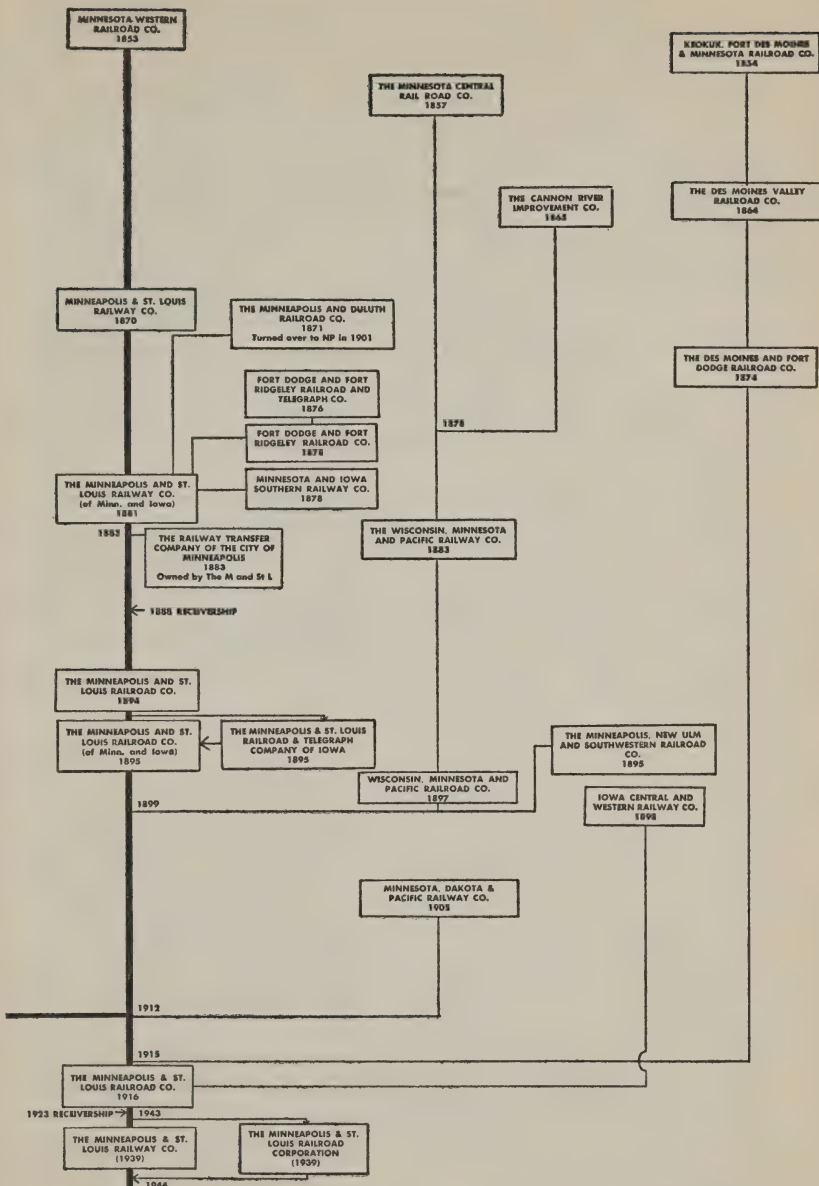 MINNESOTA WESTERN
RAILROAD CO.
1853
KEOKUK, FORT DES MOINES
& MINNESOTA RAILROAD CO.
1854
THE MINNESOTA CENTRAL
RAIL ROAD CO.
1857
THE DES MOINES VALLEY
RAILROAD CO.
1864
THE CANNON RIVER
IMPROVEMENT CO.
1865
MINNEAPOLIS & ST. LOUIS
RAILWAY CO.
1870
THE MINNEAPOLIS AND DULUTH
RAILROAD CO.
1871
Turned over to NP in 1901
THE DES MOINES AND FORT
DODGE RAILROAD CO.
1874
FORT DODGE AND FORT
RIDGELEY RAILROAD AND
TELEGRAPH CO.
1876
FORT DODGE AND FORT
RIDGELEY RAILROAD CO.
1878
1878
MINNESOTA AND IOWA
SOUTHERN RAILWAY CO.
1878
THE MINNEAPOLIS AND ST.
LOUIS RAILWAY CO.
(of Minn. and Iowa)
1881
1883
THE RAILWAY TRANSFER
COMPANY OF THE CITY OF
MINNEAPOLIS
1883
Owned by The M and St L
THE WISCONSIN, MINNESOTA
AND PACIFIC RAILWAY CO.
1883
1888 RECEIVERSHIP
THE MINNEAPOLIS AND ST.
LOUIS RAILROAD CO.
1894
THE MINNEAPOLIS AND ST.
LOUIS RAILROAD CO.
(of Minn. and Iowa)
1895
THE MINNEAPOLIS & ST. LOUIS
RAILROAD & TELEGRAPH
COMPANY OF IOWA
1895
THE MINNEAPOLIS, NEW ULM
AND SOUTHWESTERN RAILROAD
CO.
1895
WISCONSIN, MINNESOTA AND
PACIFIC RAILROAD CO.
1897
IOWA CENTRAL AND
WESTERN RAILWAY CO.
1898
1899
MINNESOTA, DAKOTA &
PACIFIC RAILWAY CO.
1905
1912
1915
THE MINNEAPOLIS & ST.
LOUIS RAILROAD CO.
1916
1923 RECEIVERSHIP
1943
THE MINNEAPOLIS & ST.
LOUIS RAILWAY CO.
(1939)
THE MINNEAPOLIS & ST.
LOUIS RAILROAD
CORPORATION
(1939)
1944